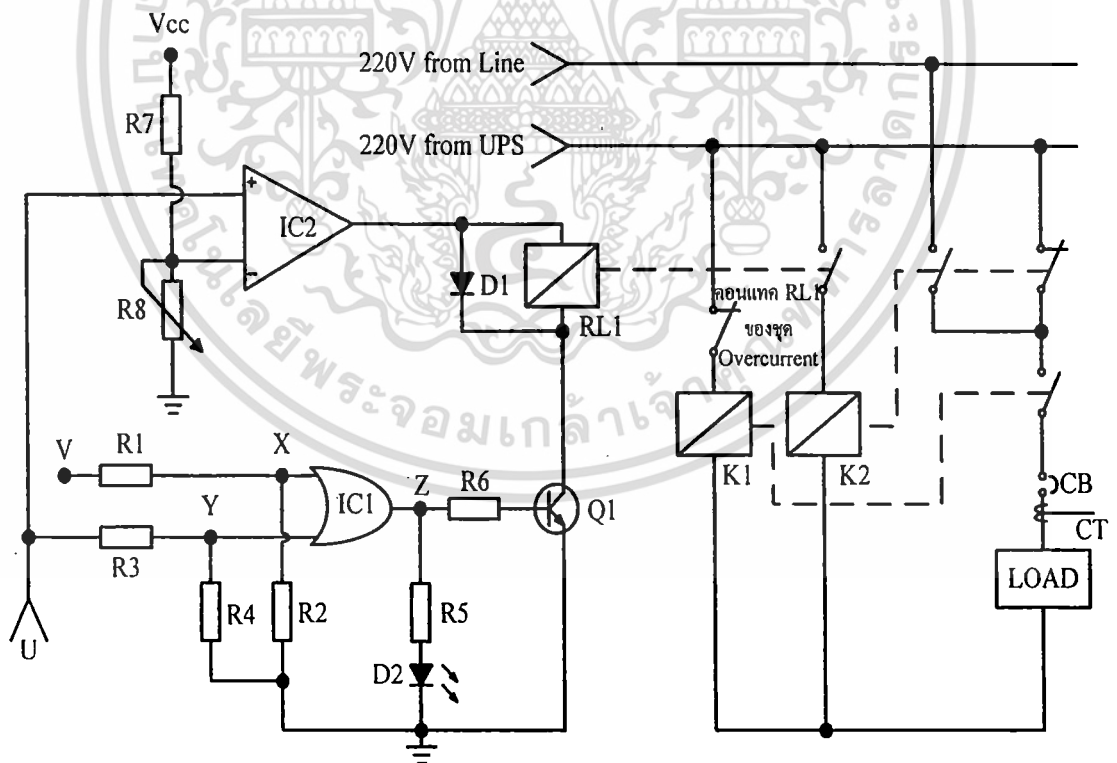 Vcc
220V from Line
R7
220V from UPS
+
IC2
-
D1
R8
RL1
คอนแทค RL1
ของชุด
Overcurrent
V
R1
X
Y
IC1
Z
R6
Q1
K1
K2
CB
CT
R3
LOAD
R4
R2
R5
U
D2